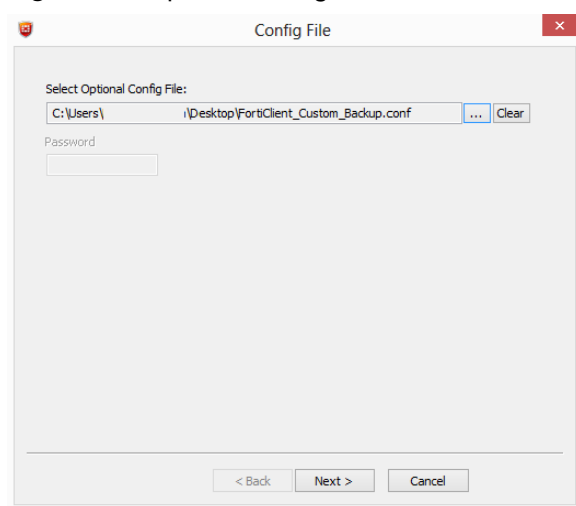 Config File
Select Optional Config File:
C:\Users\ \Desktop\FortiClient_Custom_Backup.conf ... Clear
Password
< Back Next > Cancel